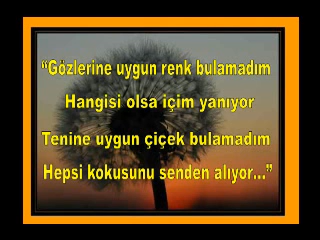 “Gözlerine uygun renk bulamadım
Hangisi olsa içim yanıyor
Tenine uygun çiçek bulamadım
Hepsi kokusunu senden alıyor...”